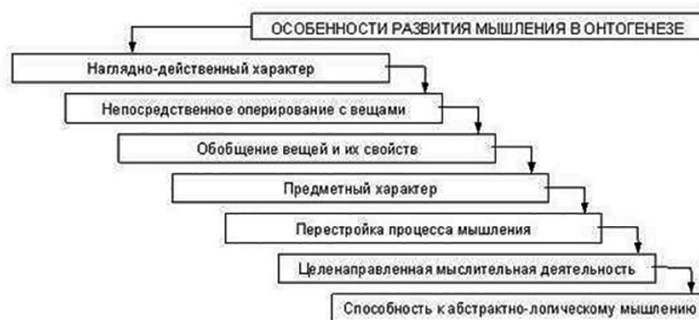 ОСОБЕННОСТИ РАЗВИТИЯ МЫШЛЕНИЯ В ОНТОГЕНЕЗЕ
Наглядно-действенный характер
Непосредственное оперирование с вещами
Обобщение вещей и их свойств
Предметный характер
Перестройка процесса мышления
Целенаправленная мыслительная деятельность
Способность к абстрактно-логическому мышлению